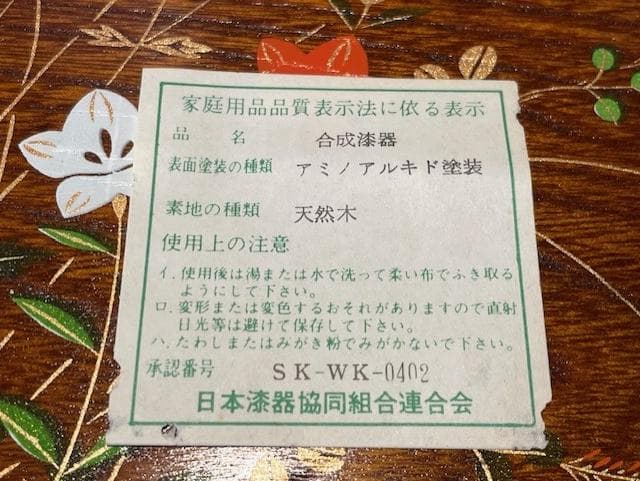 家庭用品品質表示法に依る表示
品 名 合成漆器
表面塗装の種類 アミノアルキド塗装
素地の種類 天然木
使用上の注意
イ.使用後は湯または水で洗って柔い布でふき取る
ようにして下さい。
ロ.変形または変色するおそれがありますので直射
日光等は避けて保存して下さい。
ハ.たわしまたはみがき粉でみがかないで下さい。
承認番号 SK-WK-0402
日本漆器協同組合連合会